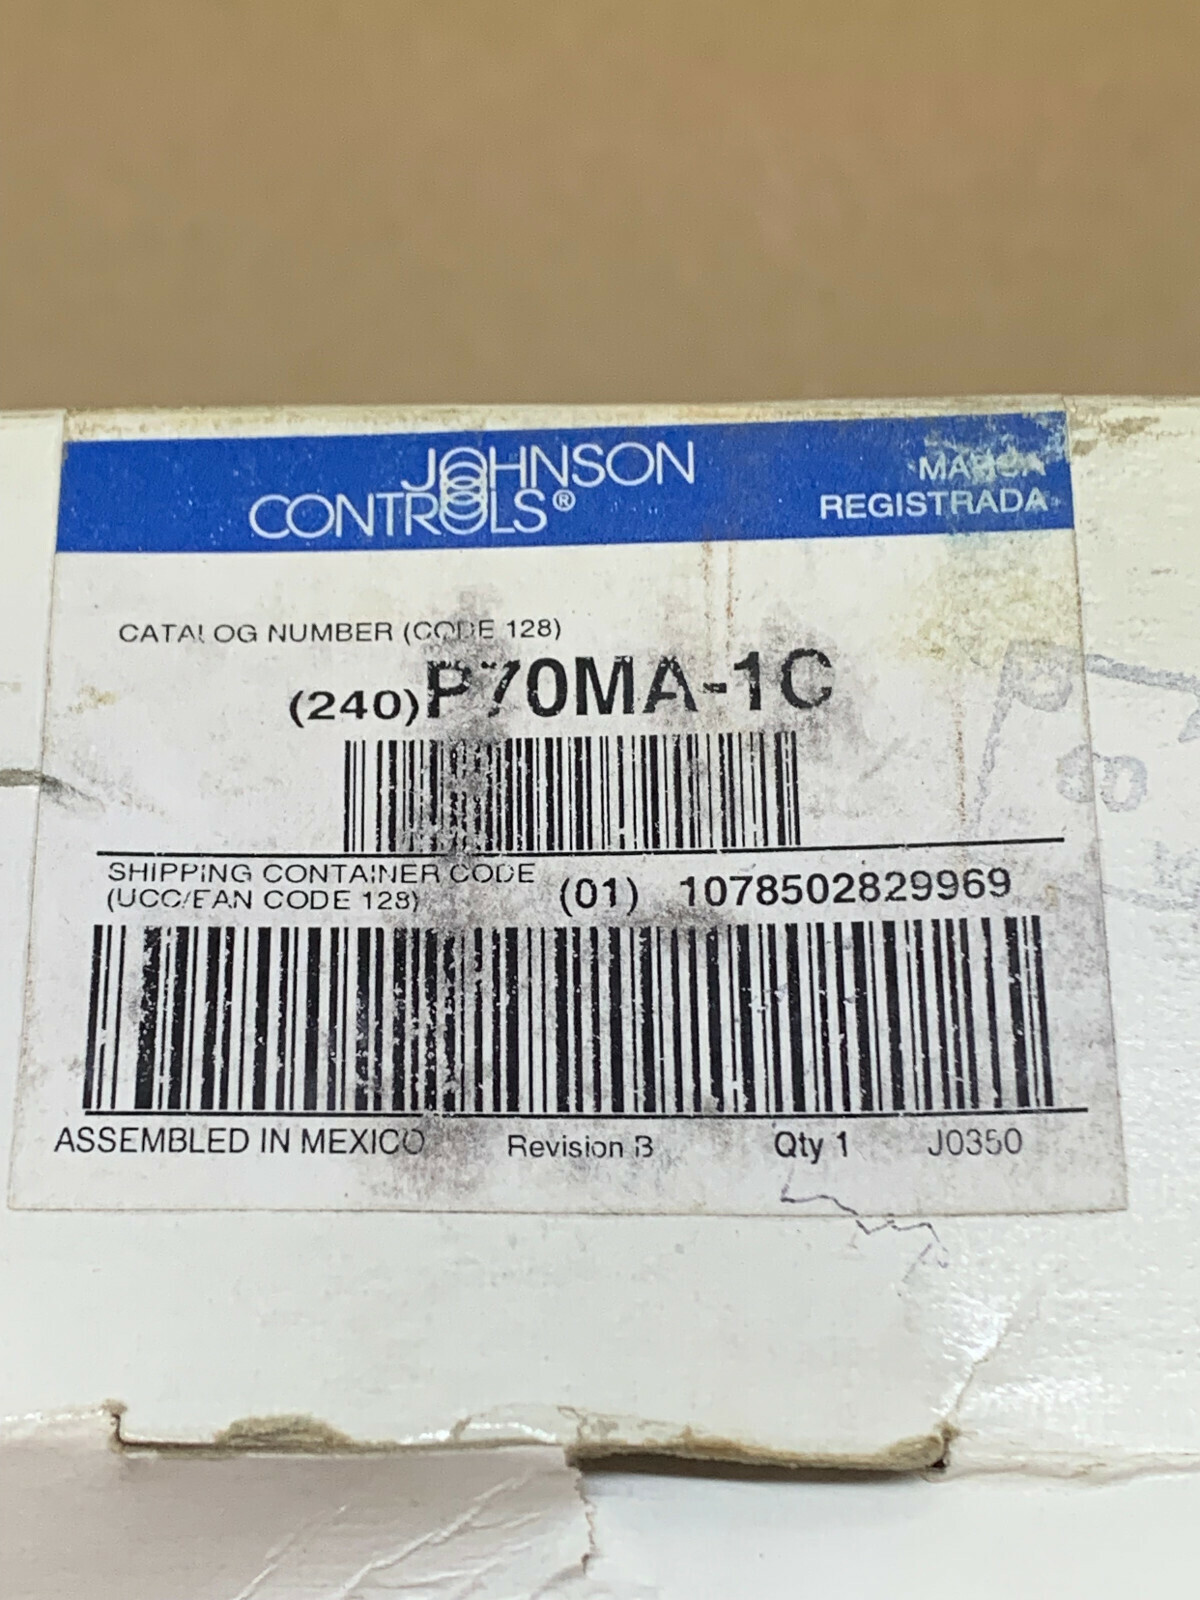 JOHNSON
CONTROLS®
MARCA
REGISTRADA
CATALOG NUMBER (CODE 128)
(240) P70MA-1C
SHIPPING CONTAINER CODE
(UCC/EAN CODE 128)
(01) 1078502829969
ASSEMBLED IN MEXICO Revision B Qty 1 J0350